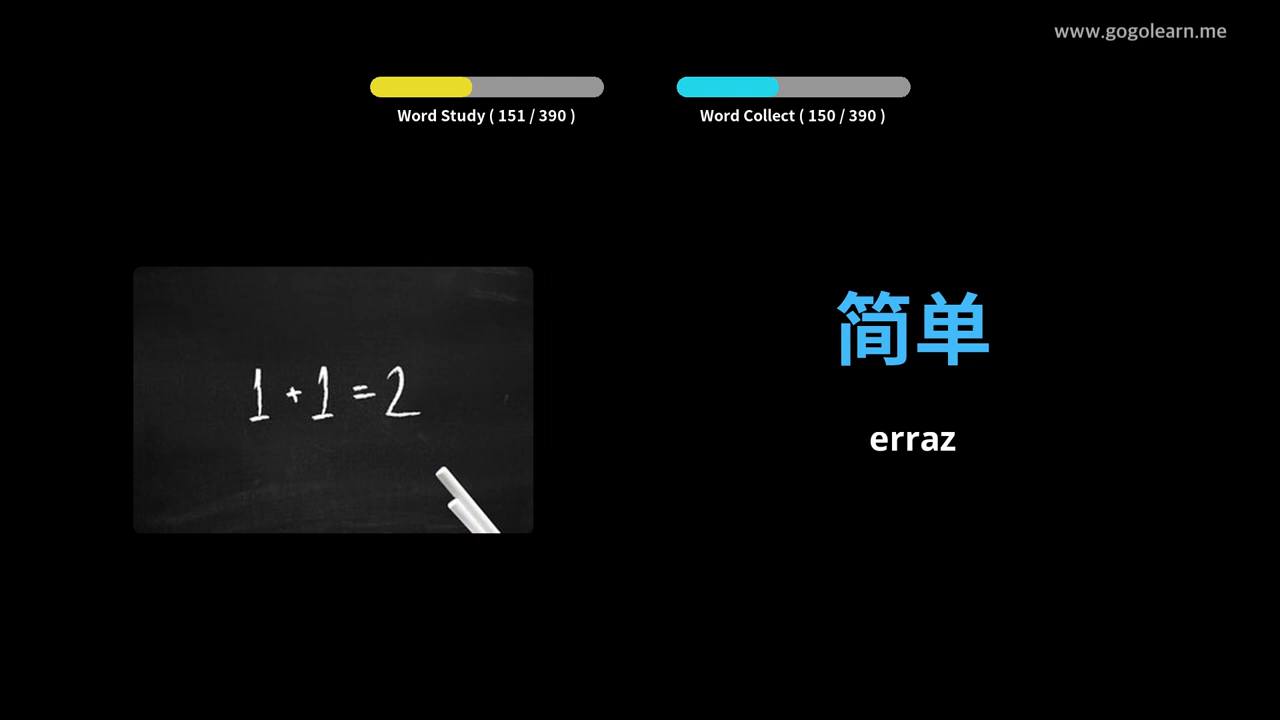 www.gogolearn.me
Word Study ( 151 / 390 )
Word Collect ( 150 / 390 )
1 + 1 = 2
简单
erraz